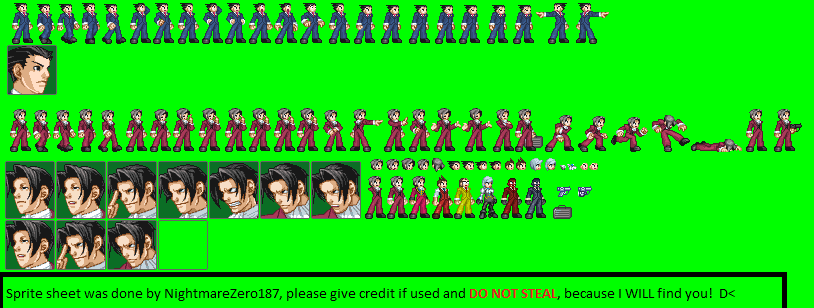 Sprite sheet was done by NightmareZero187, please give credit if used and DO NOT STEAL, because I WILL find you! D<